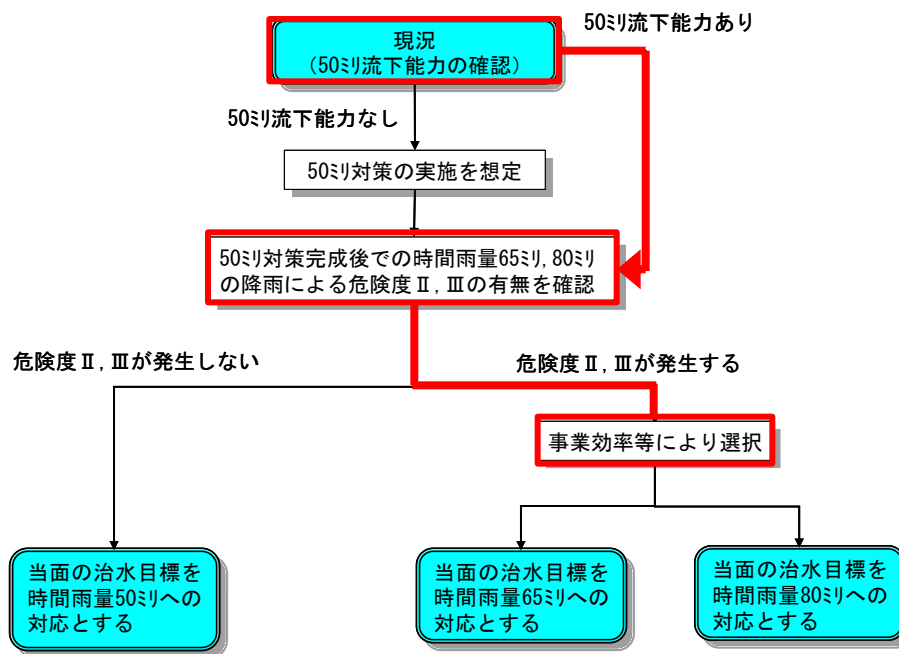 50ﾐﾘ流下能力あり
現況
（50ﾐﾘ流下能力の確認）
50ﾐﾘ流下能力なし
50ﾐﾘ対策の実施を想定
50ﾐﾘ対策完成後での時間雨量65ﾐﾘ,80ﾐﾘ
の降雨による危険度Ⅱ,Ⅲの有無を確認
危険度Ⅱ,Ⅲが発生しない
危険度Ⅱ,Ⅲが発生する
事業効率等により選択
当面の治水目標を
時間雨量50ﾐﾘへの
対応とする
当面の治水目標を
時間雨量65ﾐﾘへの
対応とする
当面の治水目標を
時間雨量80ﾐﾘへの
対応とする